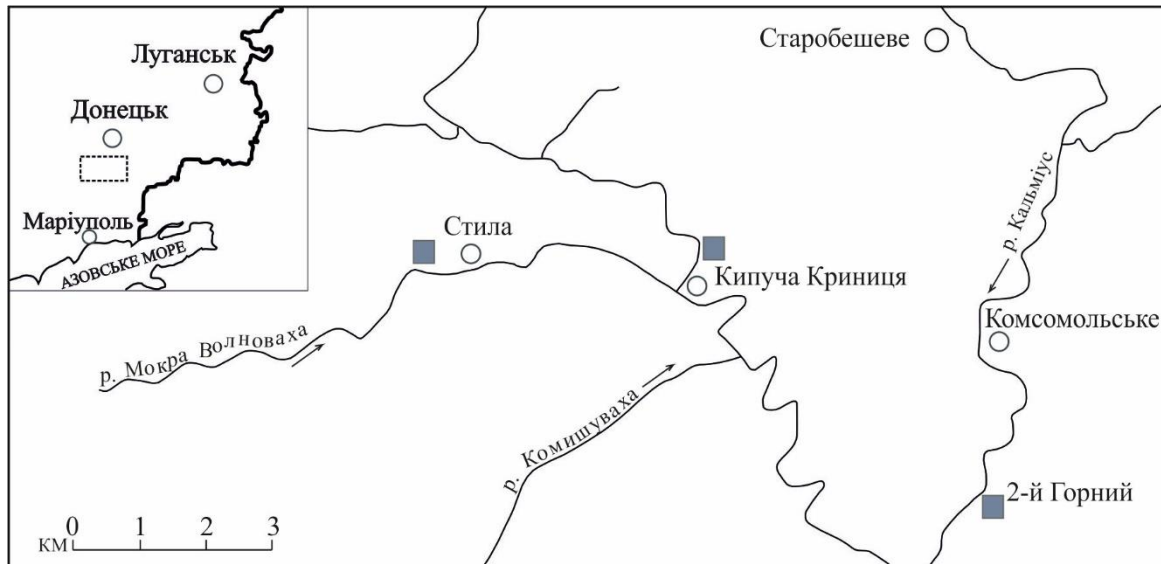 Луганськ
Донецьк
Маріуполь
АЗОВСЬКЕ МОРЕ
Старобешеве
р. Кальміус
Стила
Кипуча Криниця
Комсомольське
р. Мокра Волноваха
р. Комишуваха
2-й Горний
0 1 2 3
КМ